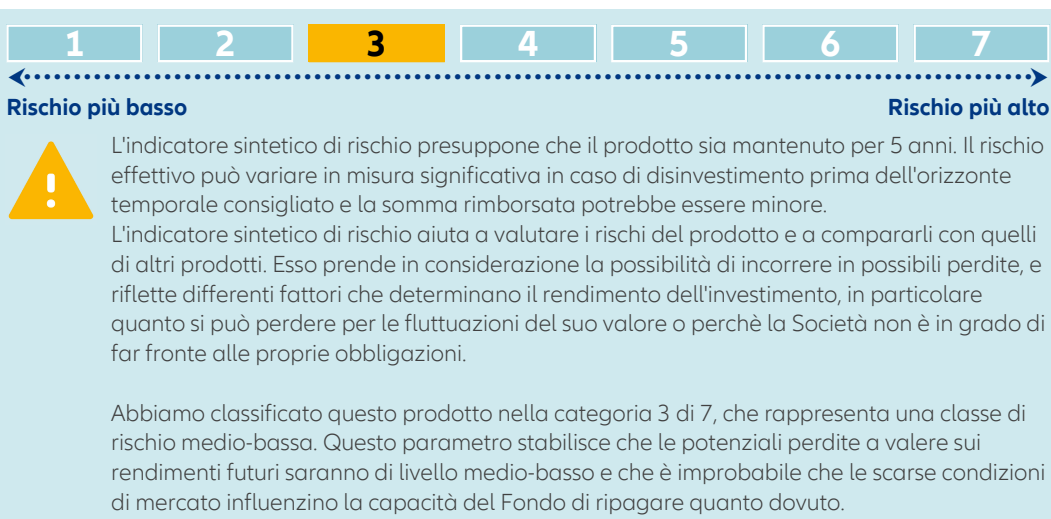 1 2 3 4 5 6 7
Rischio più basso Rischio più alto
L'indicatore sintetico di rischio presuppone che il prodotto sia mantenuto per 5 anni. Il rischio
effettivo può variare in misura significativa in caso di disinvestimento prima dell'orizzonte
temporale consigliato e la somma rimborsata potrebbe essere minore.
L'indicatore sintetico di rischio aiuta a valutare i rischi del prodotto e a compararli con quelli
di altri prodotti. Esso prende in considerazione la possibilità di incorrere in possibili perdite, e
riflette differenti fattori che determinano il rendimento dell'investimento, in particolare
quanto si può perdere per le fluttuazioni del suo valore o perchè la Società non è in grado di
far fronte alle proprie obbligazioni.
Abbiamo classificato questo prodotto nella categoria 3 di 7, che rappresenta una classe di
rischio medio-bassa. Questo parametro stabilisce che le potenziali perdite a valere sui
rendimenti futuri saranno di livello medio-basso e che è improbabile che le scarse condizioni
di mercato influenzino la capacità del Fondo di ripagare quanto dovuto.